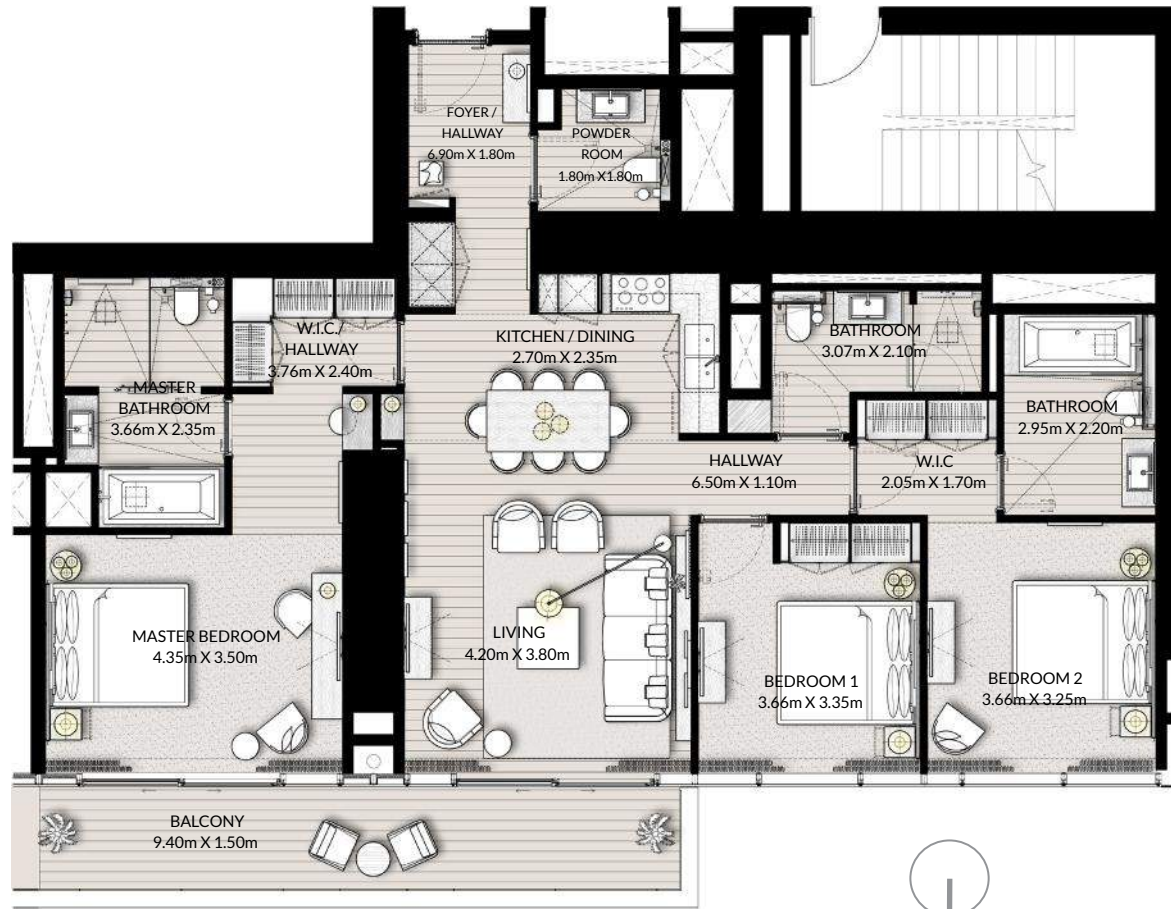 FOYER /
HALLWAY
6.90m X 1.80m
POWDER
ROOM
1.80m X1.80m
W.I.C./
HALLWAY
3.76m X 2.40m
KITCHEN / DINING
2.70m X 2.35m
BATHROOM
3.07m X 2.10m
MASTER
BATHROOM
3.66m X 2.35m
BATHROOM
2.95m X 2.20m
HALLWAY
6.50m X 1.10m
W.I.C
2.05m X 1.70m
MASTER BEDROOM
4.35m X 3.50m
LIVING
4.20m X 3.80m
BEDROOM 1
3.66m X 3.35m
BEDROOM 2
3.66m X 3.25m
BALCONY
9.40m X 1.50m